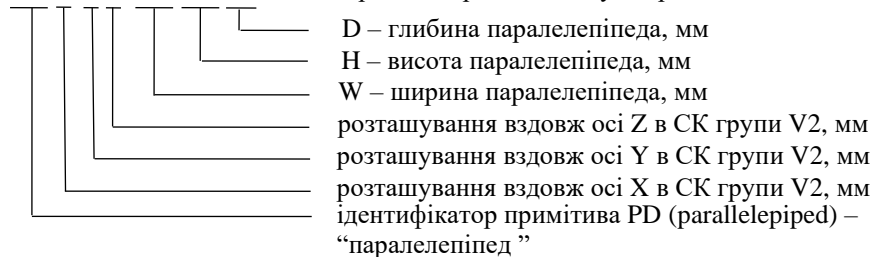 D – глибина паралелепіпеда, мм
H – висота паралелепіпеда, мм
W – ширина паралелепіпеда, мм
розташування вздовж осі Z в СК групи V2, мм
розташування вздовж осі Y в СК групи V2, мм
розташування вздовж осі X в СК групи V2, мм
ідентифікатор примітива PD (parallelepiped) –
“паралелепіпед ”